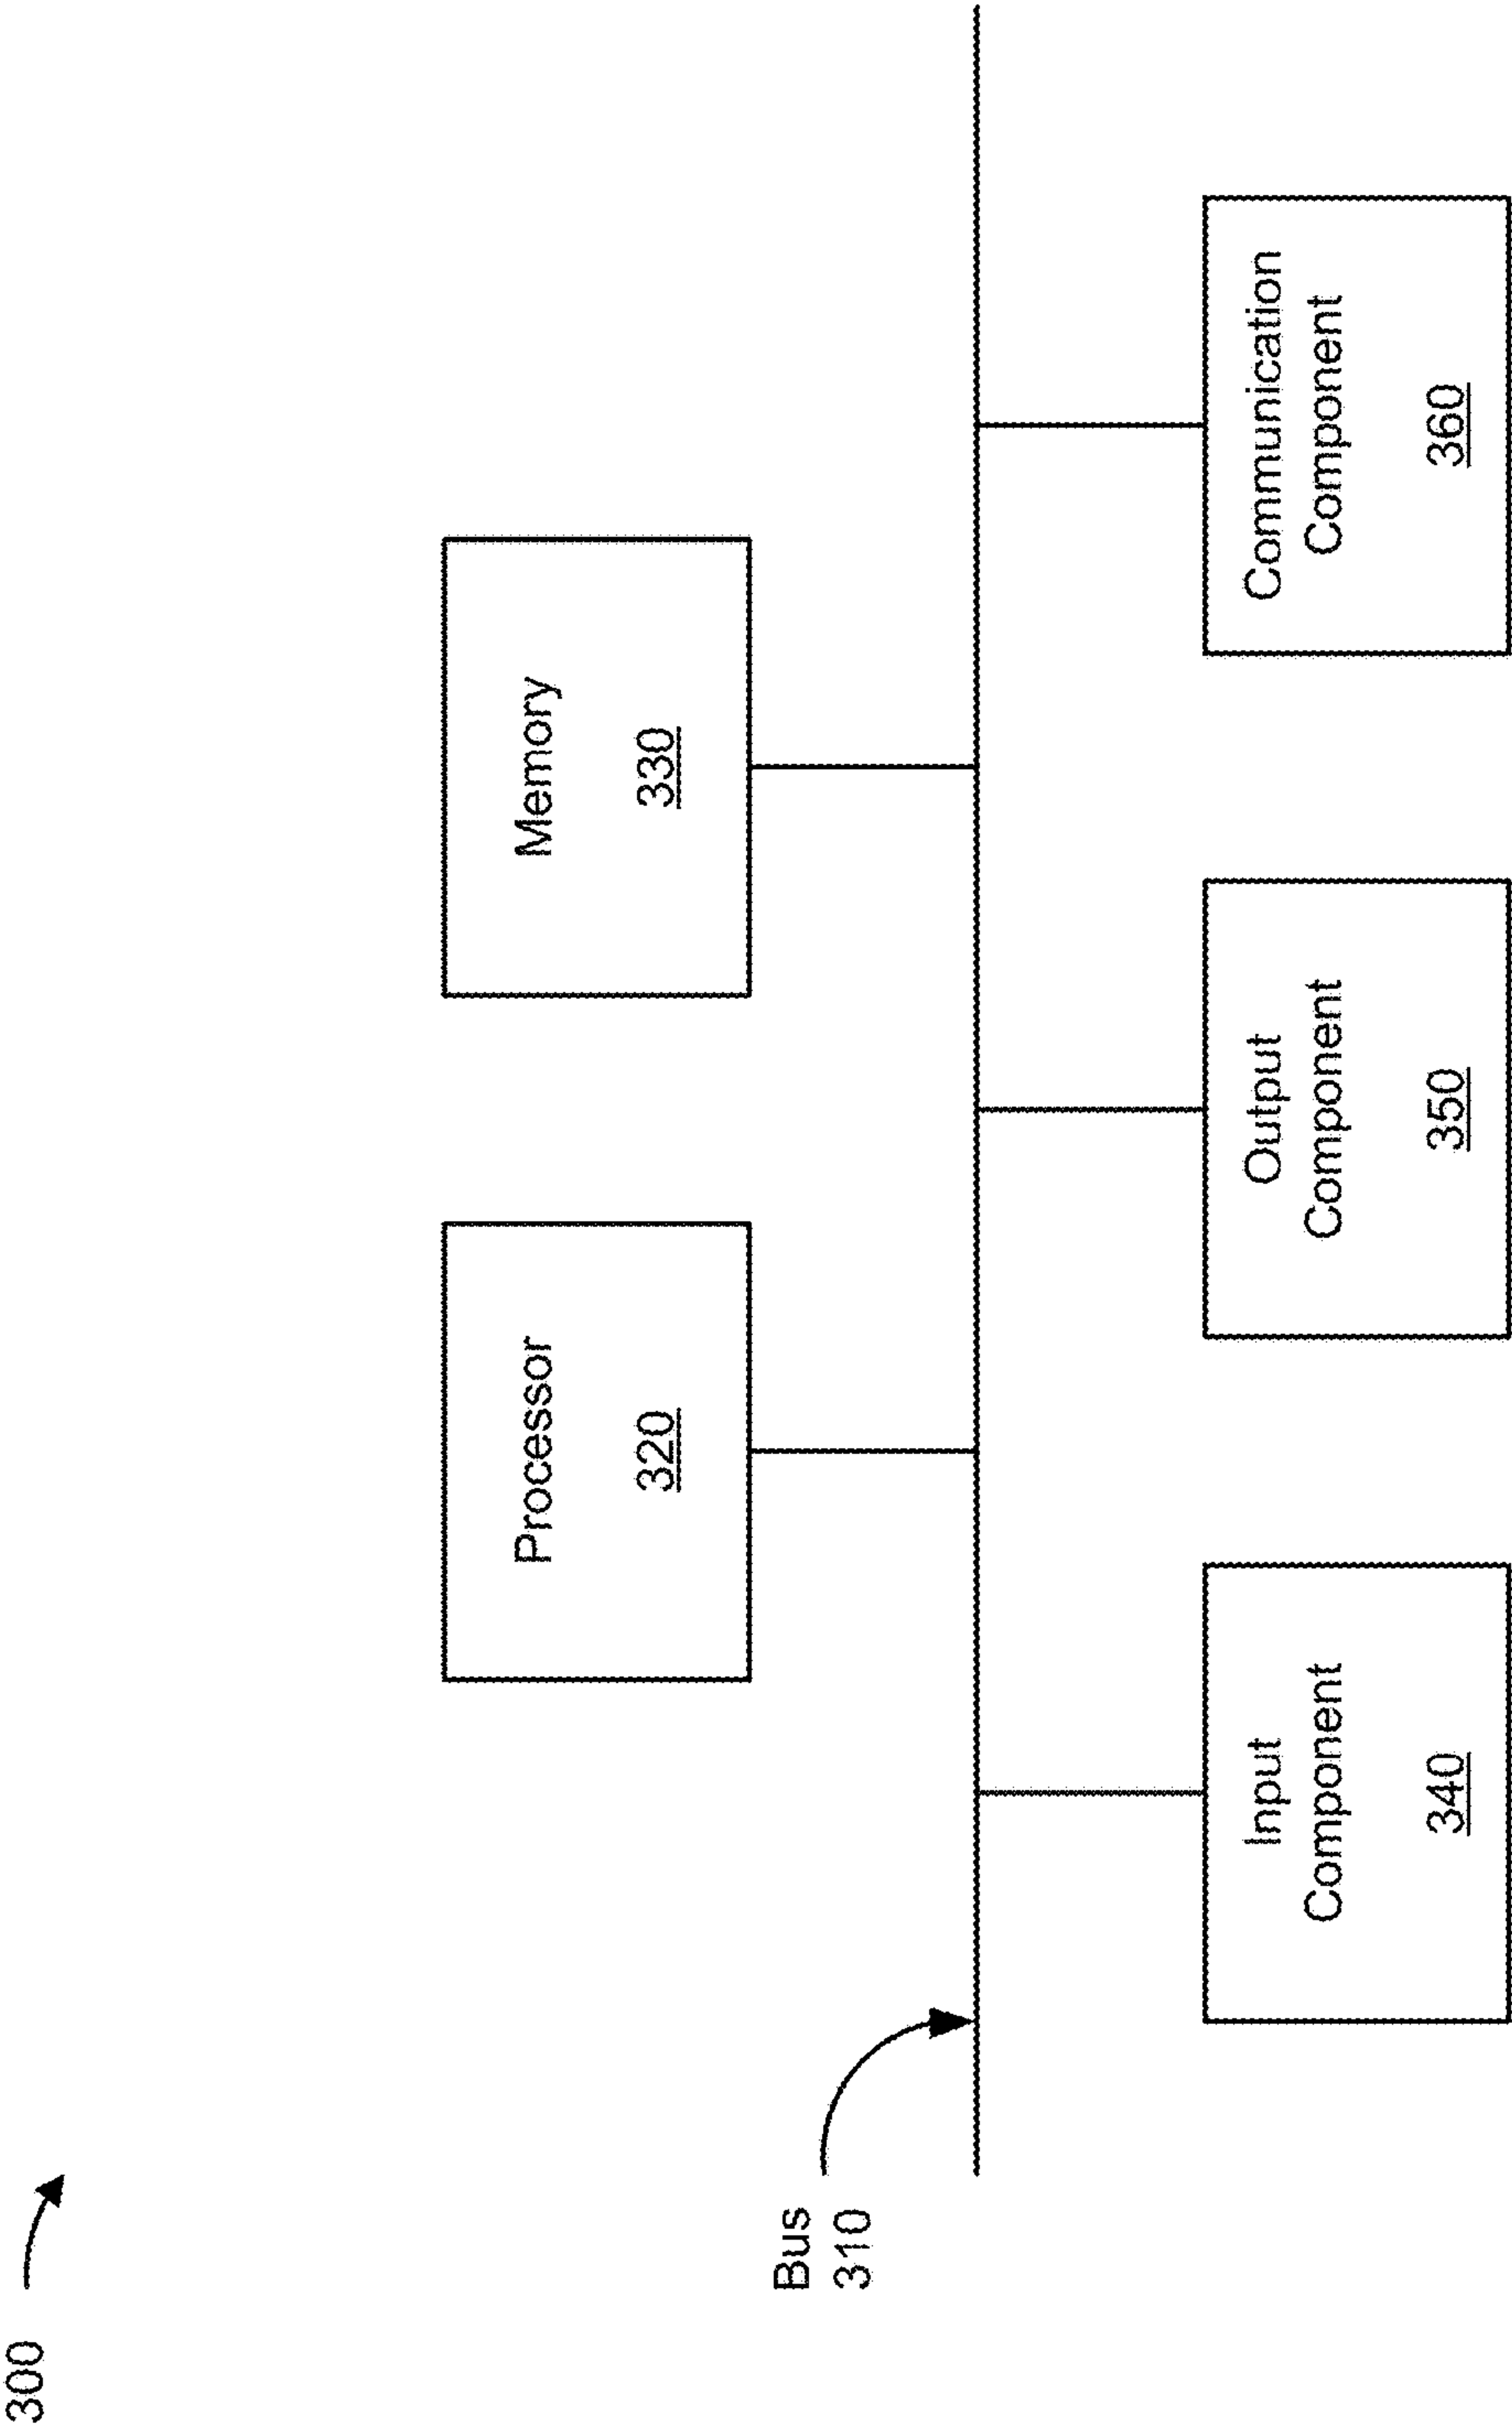 300
Processor
320
Memory
330
Bus
310
Input
Component
340
Output
Component
350
Communication
Component
360